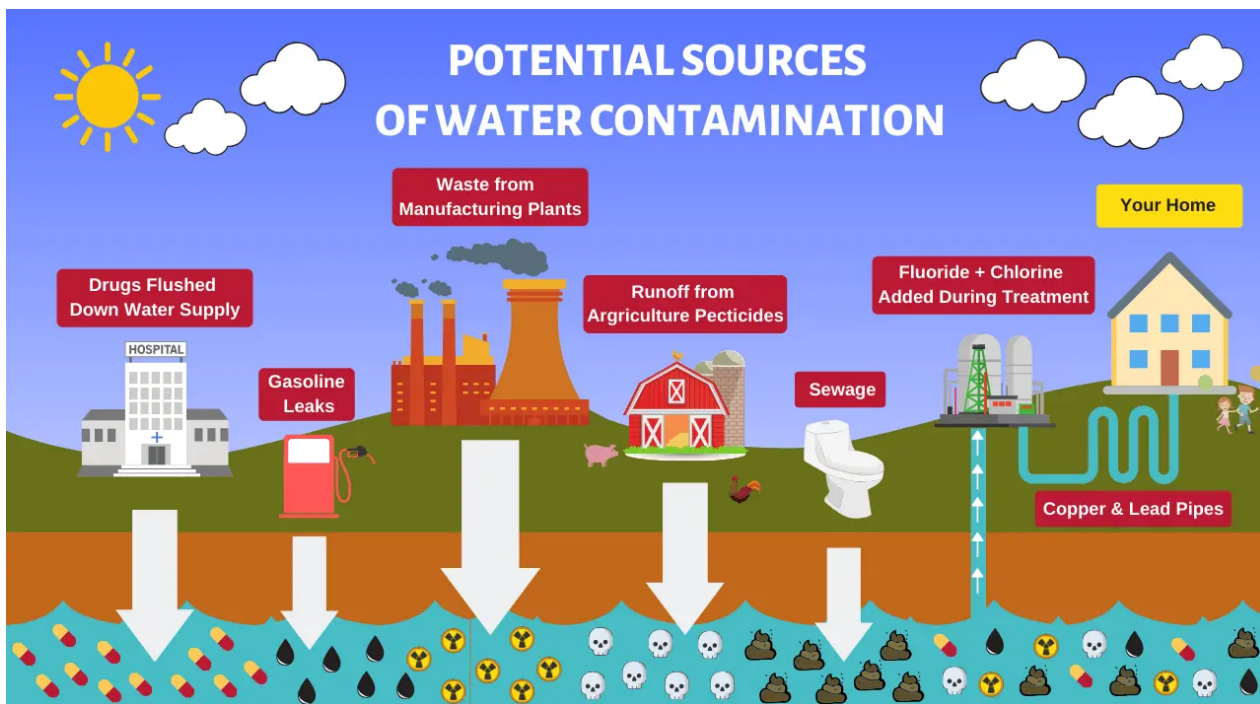 POTENTIAL SOURCES
OF WATER CONTAMINATION
Waste from
Manufacturing Plants
Your Home
Drugs Flushed
Down Water Supply
Fluoride + Chlorine
Added During Treatment
Runoff from
Argriculture Pecticides
HOSPITAL
Gasoline
Leaks
Sewage
Copper & Lead Pipes